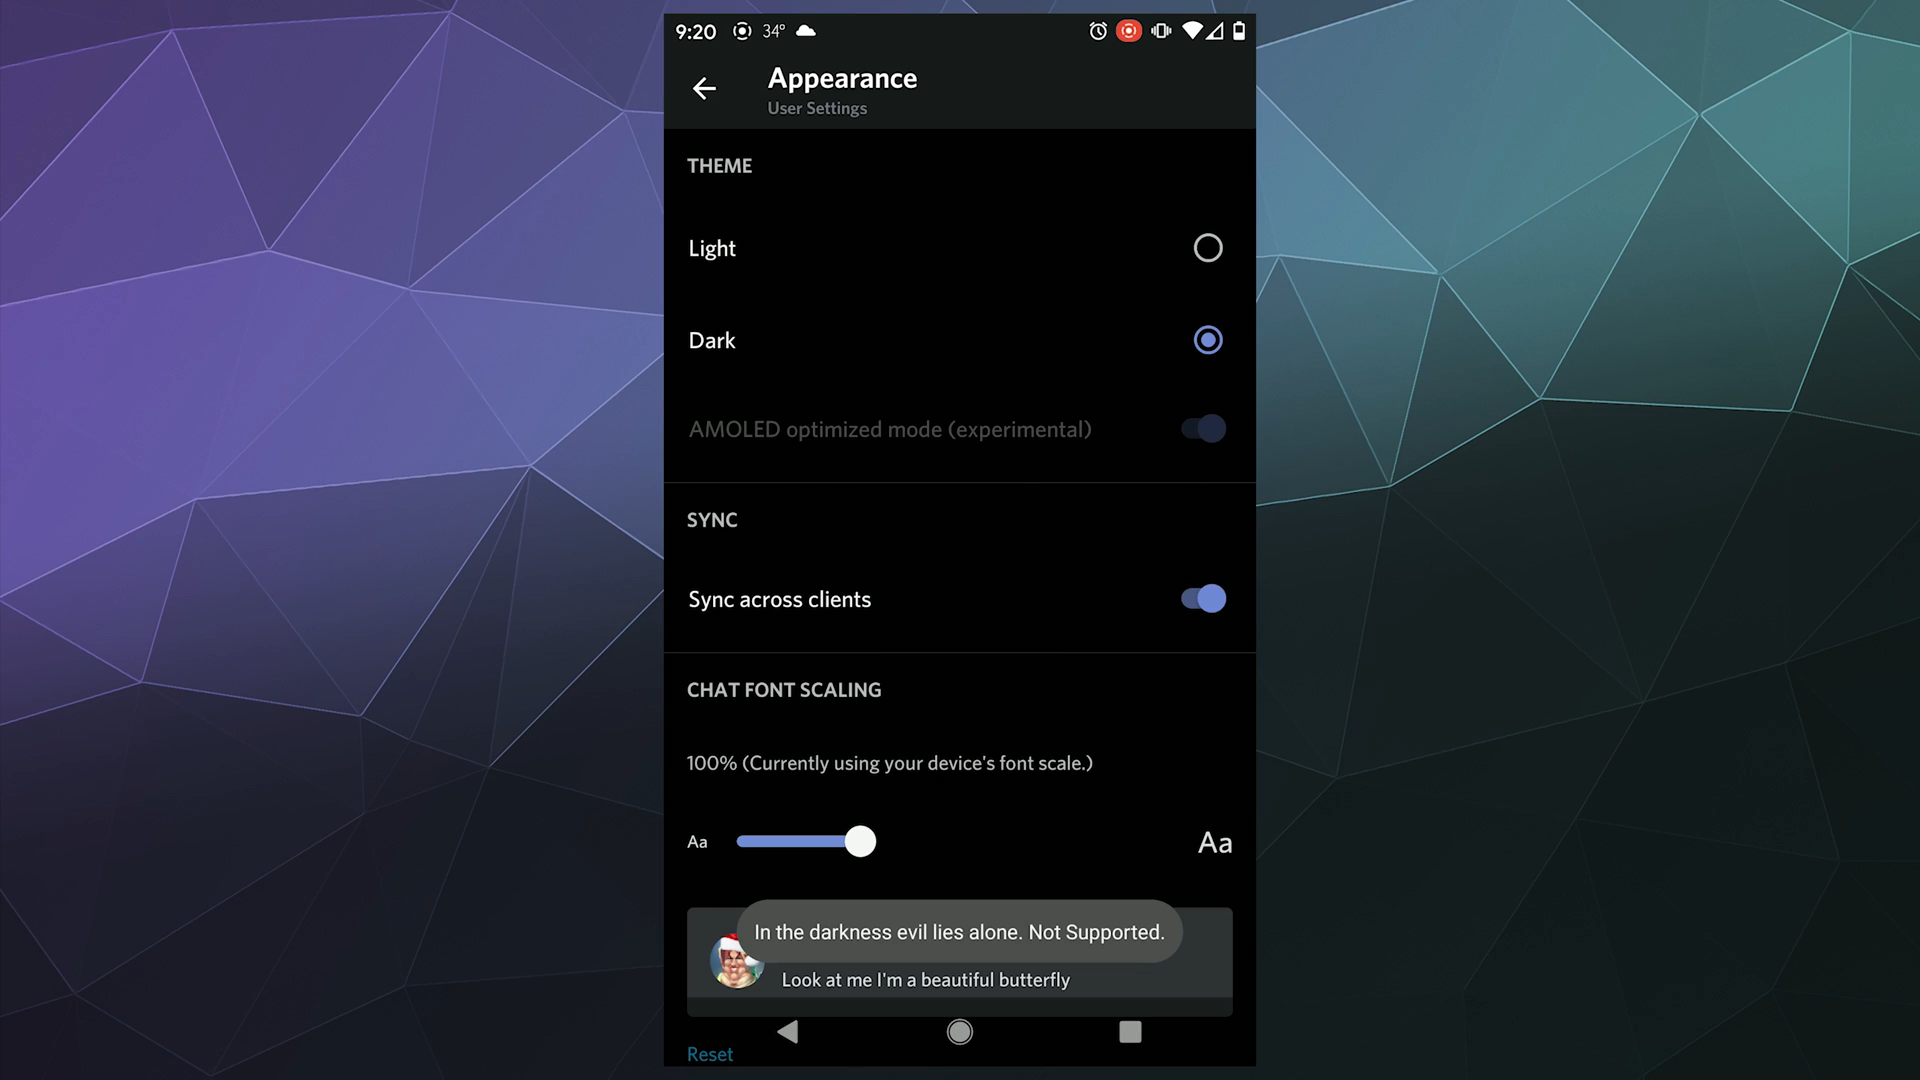 9:20 34°
Appearance
User Settings
THEME
Light
Dark
AMOLED optimized mode (experimental)
SYNC
Sync across clients
CHAT FONT SCALING
100% (Currently using your device's font scale.)
Aa Aa
In the darkness evil lies alone. Not Supported.
Look at me I'm a beautiful butterfly
Reset